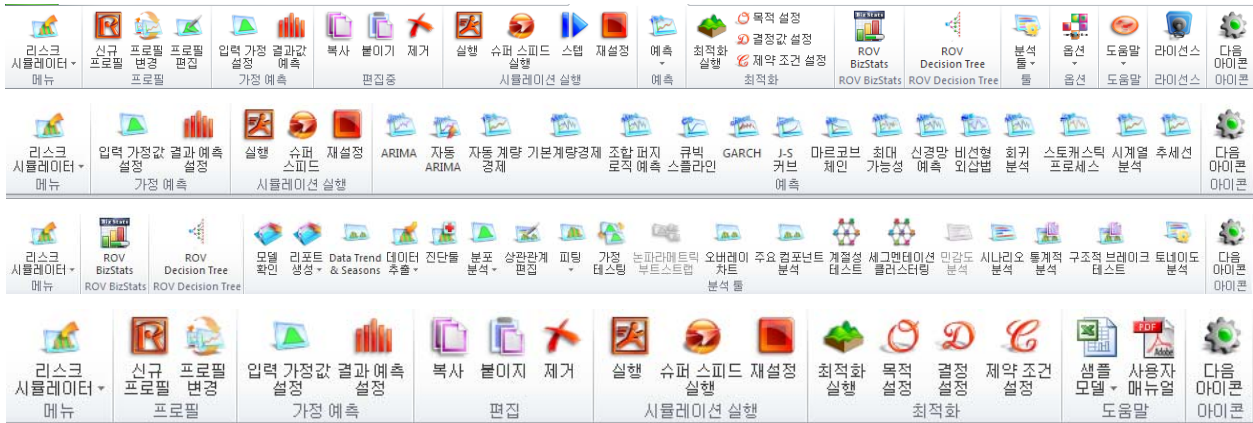 리스크 시뮬레이터
신규 프로필
프로필 변경
프로필 편집
입력 가정 설정
결과값 예측
복사
붙이기
제거
실행
슈퍼 스피드 실행
스텝
재설정
예측
최적화 실행
목적 설정
결정값 설정
제약 조건 설정
ROV BizStats
ROV Decision Tree
분석 툴
옵션
도움말
라이선스
다음 아이콘
메뉴
프로필
가정 예측
편집중
시뮬레이션 실행
예측
최적화
ROV BizStats
ROV Decision Tree
툴
옵션
도움말
라이선스
아이콘
리스크 시뮬레이터
입력 가정값 설정
결과 예측 설정
실행
슈퍼 스피드
재설정
ARIMA
자동 ARIMA
자동 계량 경제
기본계량경제
조합 퍼지 로직 예측
큐빅 스플라인
GARCH
J-S 커브
마르코브 체인
최대 가능성
신경망 예측
비선형 외삽법
회귀 분석
스토캐스틱 프로세스
시계열 분석
추세선
다음 아이콘
메뉴
가정 예측
시뮬레이션 실행
예측
아이콘
리스크 시뮬레이터
ROV BizStats
ROV Decision Tree
모델 확인
리포트 생성
Data Trend & Seasons
데이터 추출
진단툴
분포 분석
상관관계 편집
피팅
가정 테스팅
논파라메트릭 부트스트랩
오버레이 차트
주요 컴포넌트 분석
계절성 테스트
세그멘테이션 클러스터링
민감도 분석
시나리오 분석
통계적 분석
구조적 브레이크 테스트
토네이도 분석
다음 아이콘
메뉴
ROV BizStats
ROV Decision Tree
분석 툴
아이콘
리스크 시뮬레이터
신규 프로필
프로필 변경
입력 가정값 설정
결과 예측 설정
복사
붙이지
제거
실행
슈퍼 스피드 실행
재설정
최적화 실행
목적 설정
결정 설정
제약 조건 설정
샘플 모델
사용자 매뉴얼
다음 아이콘
메뉴
프로필
가정 예측
편집
시뮬레이션 실행
최적화
도움말
아이콘